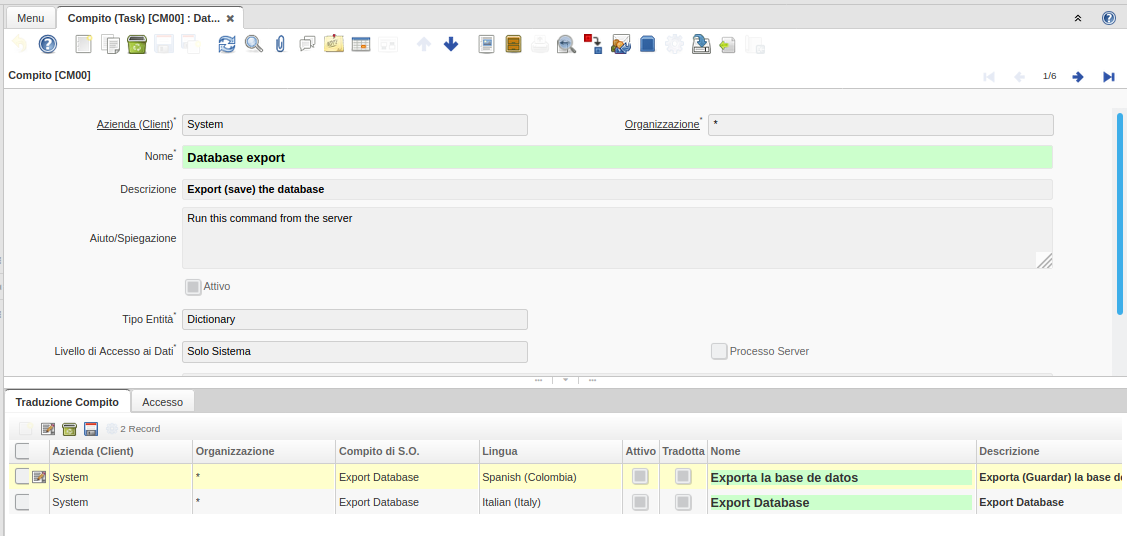 Menu
Compito (Task) [CM00] : Dat...
Compito [CM00]
1/6
Azienda (Client)* System Organizzazione* *
Nome* Database export
Descrizione Export (save) the database
Aiuto/Spiegazione Run this command from the server
Attivo
Tipo Entità* Dictionary
Livello di Accesso ai Dati* Solo Sistema Processo Server
Traduzione Compito Accesso
2 Record
Azienda (Client) Organizzazione Compito di S.O. Lingua Attivo Tradotta Nome Descrizione
System * Export Database Spanish (Colombia) Exporta la base de datos Exporta (Guardar) la base
System * Export Database Italian (Italy) Export Database Export Database